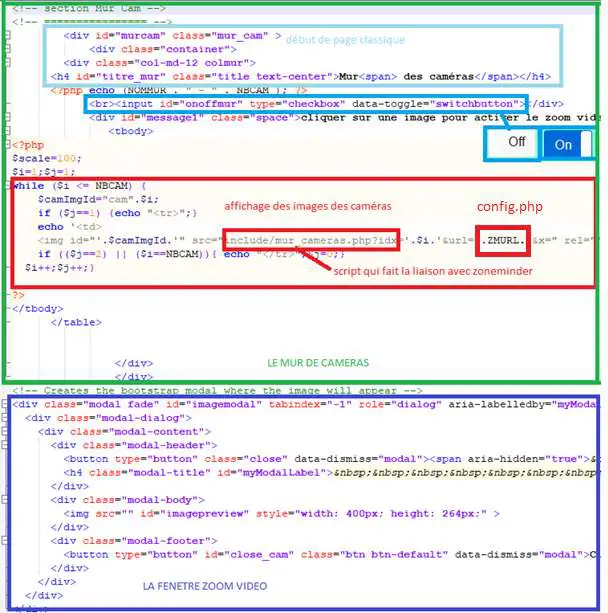 <!-- section Mur Cam -->
<!-- ================= -->
<div id="murcam" class="mur_cam" > début de page classique
<div class="container">
<div class="col-md-12 colmur">
<h4 id="titre_mur" class="title text-center">Mur<span> des caméras</span></h4>
<?php echo (NOMMUR . " - " . NBCAM ); ?>
<br><input id="onoffmur" type="checkbox" data-toggle="switchbutton"></div>
<div id="message1" class="space">cliquer sur une image pour activer le zoom vid
<tbody>
Off On
<?php
$scale=100;
$i=1;$j=1;
while ($i <= NBCAM) {
$camImgId="cam".$i;
if ($j==1) {echo "<tr>";}
affichage des images des caméras
config.php
echo '<td>
<img id="'.$camImgId.'" src="include/mur_cameras.php?idx='.$i.'&url='.ZMURL.'&x=" rel="
if (($j==2) || ($i==NBCAM)){ echo "</tr>";$j=0;}
script qui fait la liaison avec zoneminder
$i++;$j++;}
?>
</tbody>
</table>
</div>
LE MUR DE CAMERAS
</div>
<!-- Creates the bootstrap modal where the image will appear -->
<div class="modal fade" id="imagemodal" tabindex="-1" role="dialog" aria-labelledby="myModa
<div class="modal-dialog">
<div class="modal-content">
<div class="modal-header">
<button type="button" class="close" data-dismiss="modal"><span aria-hidden="true">&
<h4 class="modal-title" id="myModalLabel">&nbsp;&nbsp;&nbsp;&nbsp;&nbsp;&nbsp;&nbs
</div>
<div class="modal-body">
<img src="" id="imagepreview" style="width: 400px; height: 264px;" >
</div>
<div class="modal-footer">
<button type="button" id="close_cam" class="btn btn-default" data-dismiss="modal">C
</div>
</div>
LA FENETRE ZOOM VIDEO
</div>
</div>